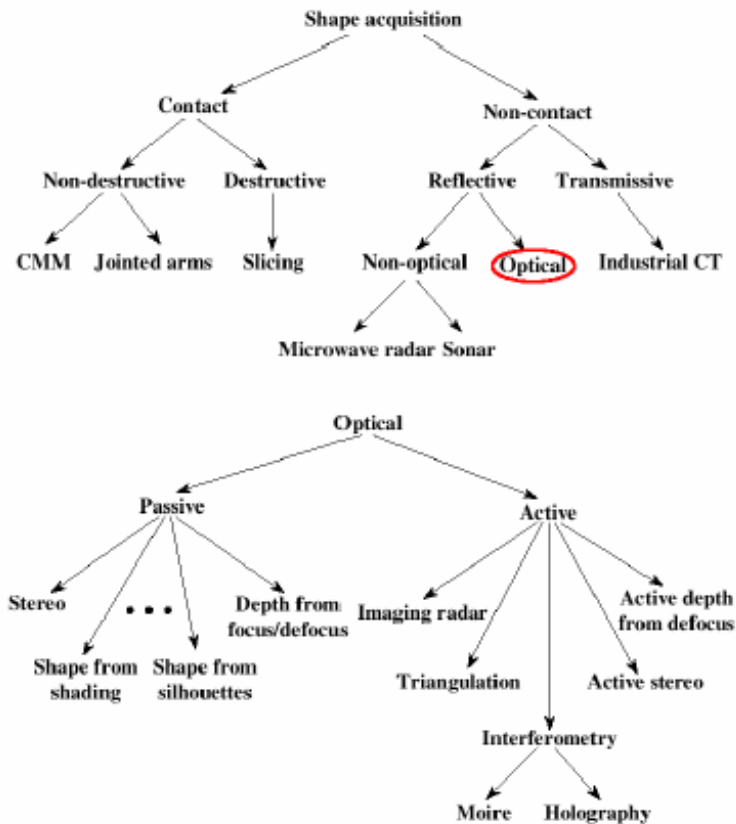 Shape acquisition
Contact
Non-contact
Non-destructive
Destructive
Reflective
Transmissive
CMM
Jointed arms
Slicing
Non-optical
Optical
Industrial CT
Microwave radar
Sonar
Optical
Passive
Active
Stereo
• • •
Depth from
focus/defocus
Imaging radar
Active depth
from defocus
Shape from
shading
Shape from
silhouettes
Triangulation
Active stereo
Interferometry
Moire
Holography